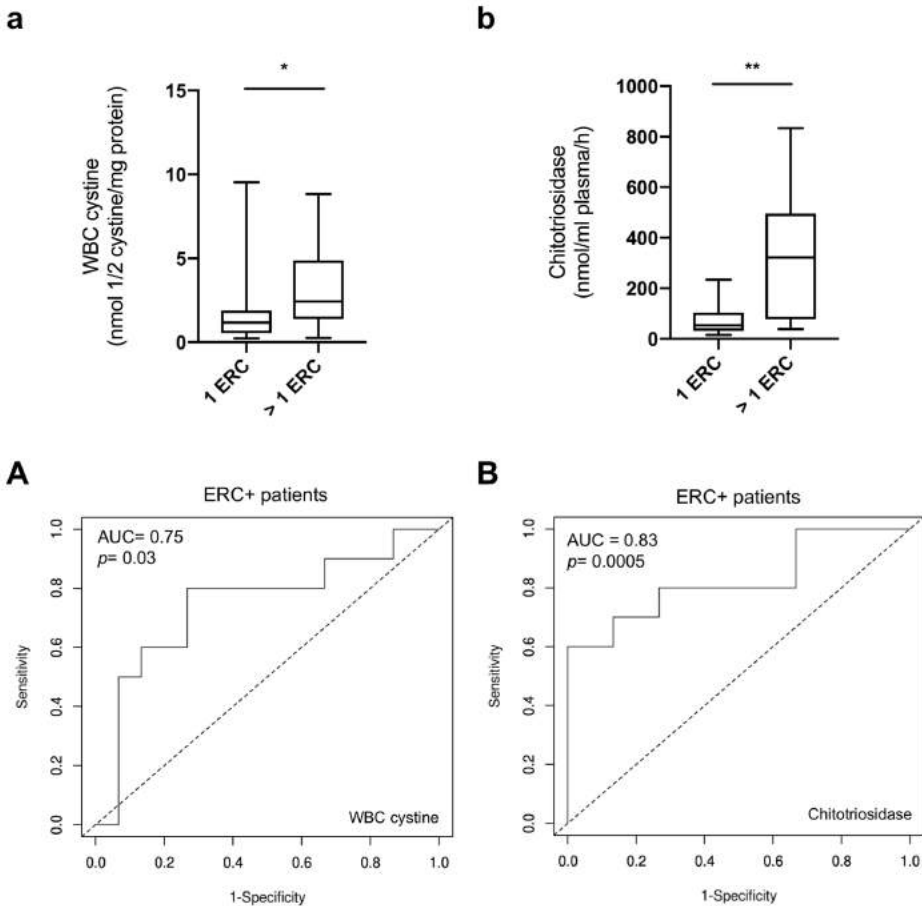 a
*
WBC cystine
(nmol 1/2 cystine/mg protein)
15
10
5
0
1 ERC
> 1 ERC
b
**
Chitotriosidase
(nmol/ml plasma/h)
1000
800
600
400
200
0
1 ERC
> 1 ERC
A
ERC+ patients
AUC= 0.75
p= 0.03
Sensitivity
1.0
0.8
0.6
0.4
0.2
0.0
WBC cystine
0.0 0.2 0.4 0.6 0.8 1.0
1-Specificity
B
ERC+ patients
AUC = 0.83
p= 0.0005
Sensitivity
1.0
0.8
0.6
0.4
0.2
0.0
Chitotriosidase
0.0 0.2 0.4 0.6 0.8 1.0
1-Specificity